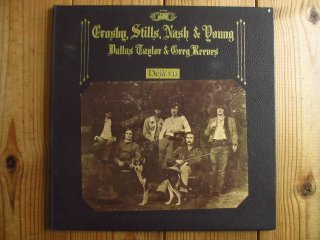 Crosby, Stills, Nash & Young
Dallas Taylor & Greg Reeves
Déjà vu